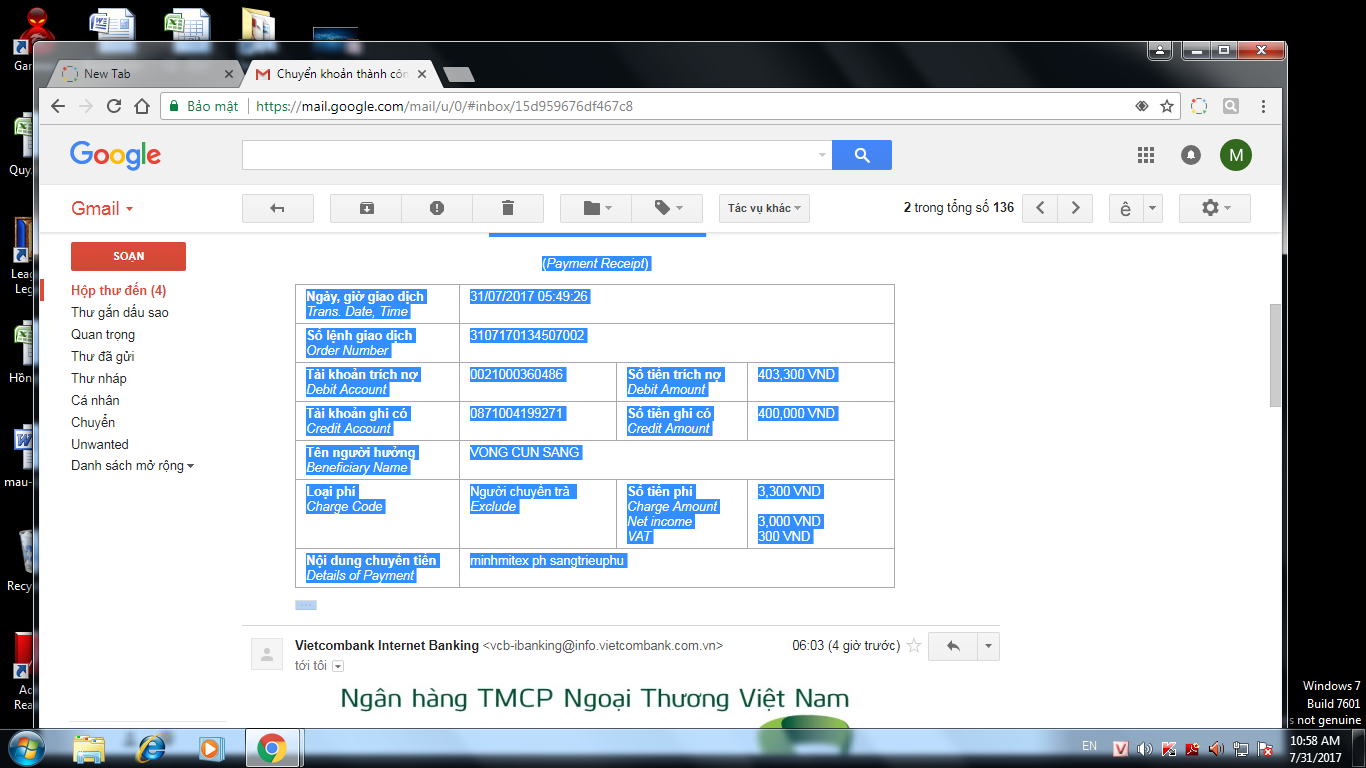 New Tab
Chuyển khoản thành côn
Bảo mật
https://mail.google.com/mail/u/0/#inbox/15d959676df467c8
Google
M
Gmail
Tác vụ khác
2 trong tổng số 136
ê
SOẠN
Hộp thư đến (4)
Thư gắn dấu sao
Quan trọng
Thư đã gửi
Thư nháp
Cá nhân
Chuyển
Unwanted
Danh sách mở rộng
(Payment Receipt)
Ngày, giờ giao dịch 31/07/2017 05:49:26
Trans. Date, Time
Số lệnh giao dịch 3107170134507002
Order Number
Tài khoản trích nợ 0021000360486 Số tiền trích nợ 403,300 VND
Debit Account Debit Amount
Tài khoản ghi có 0871004199271 Số tiền ghi có 400,000 VND
Credit Account Credit Amount
Tên người hưởng VONG CUN SANG
Beneficiary Name
Loại phí Người chuyển trả Số tiền phí 3,300 VND
Charge Code Exclude Charge Amount
Net income 3,000 VND
VAT 300 VND
Nội dung chuyển tiền minhmitex ph sangtrieuphu
Details of Payment
Vietcombank Internet Banking <vcb-ibanking@info.vietcombank.com.vn> 06:03 (4 giờ trước)
tới tôi
Ngân hàng TMCP Ngoại Thương Việt Nam
Gar
Quy
Leag
Leg
Hồn
mau-
Recy
Ac
Rea
Windows 7
Build 7601
s not genuine
EN
10:58 AM
7/31/2017